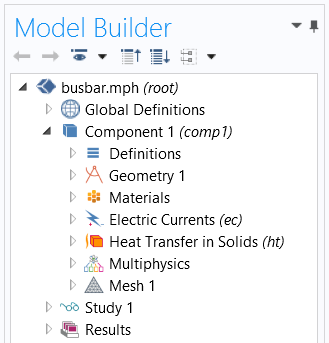 Model Builder
busbar.mph (root)
Global Definitions
Component 1 (comp1)
Definitions
Geometry 1
Materials
Electric Currents (ec)
Heat Transfer in Solids (ht)
Multiphysics
Mesh 1
Study 1
Results